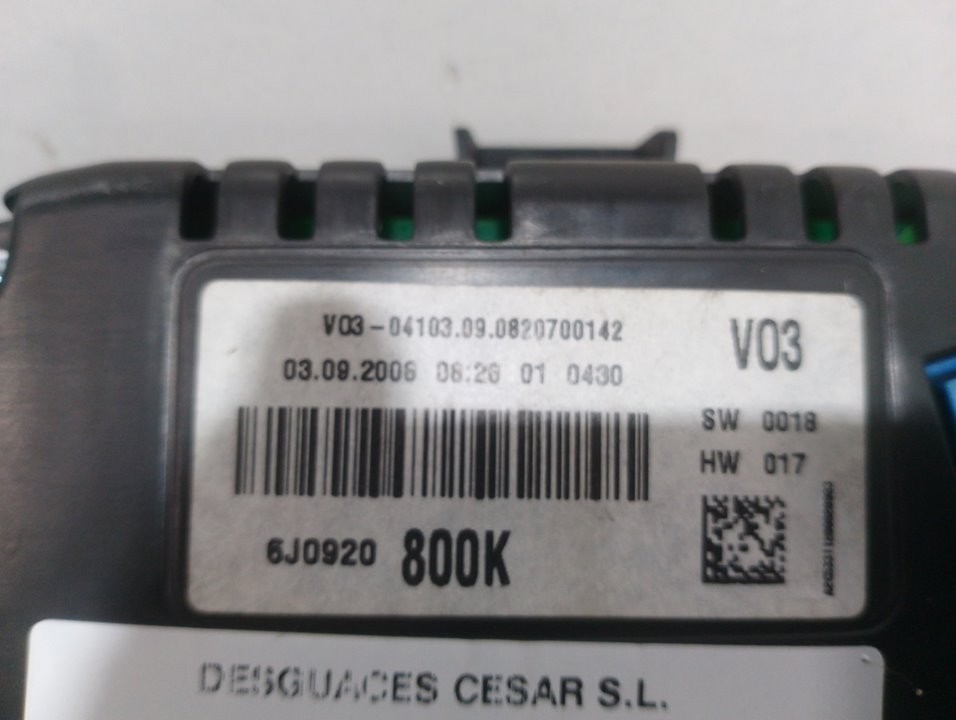 V03-04103.09.0820700142
V03
03.09.2008 08:26 01 0430
SW 0018
HW 017
6J0920 800K
DESGUACES CESAR S.L.